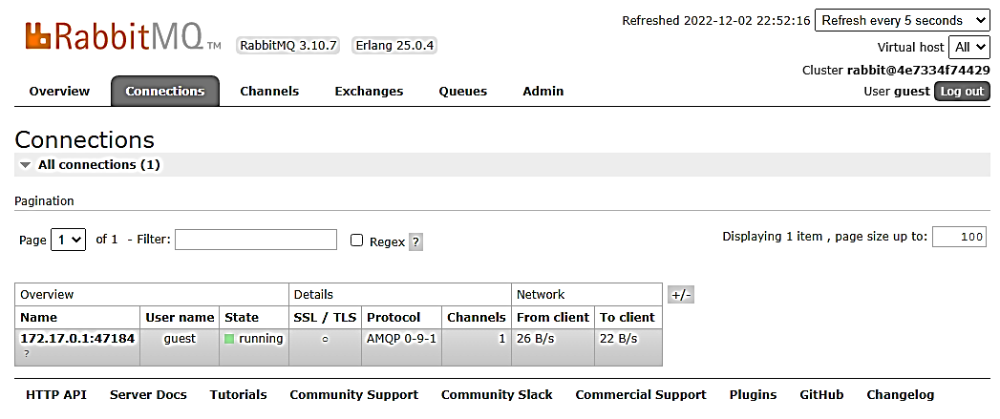 Refreshed 2022-12-02 22:52:16 Refresh every 5 seconds
RabbitMQ TM RabbitMQ 3.10.7 Erlang 25.0.4
Virtual host All
Cluster rabbit@4e7334f74429
User guest Log out
Overview Connections Channels Exchanges Queues Admin
Connections
All connections (1)
Pagination
Page 1 of 1 - Filter: Regex ? Displaying 1 item , page size up to: 100
Overview Details Network +/-
Name User name State SSL / TLS Protocol Channels From client To client
172.17.0.1:47184 guest running ○ AMQP 0-9-1 1 26 B/s 22 B/s
?
HTTP API Server Docs Tutorials Community Support Community Slack Commercial Support Plugins GitHub Changelog